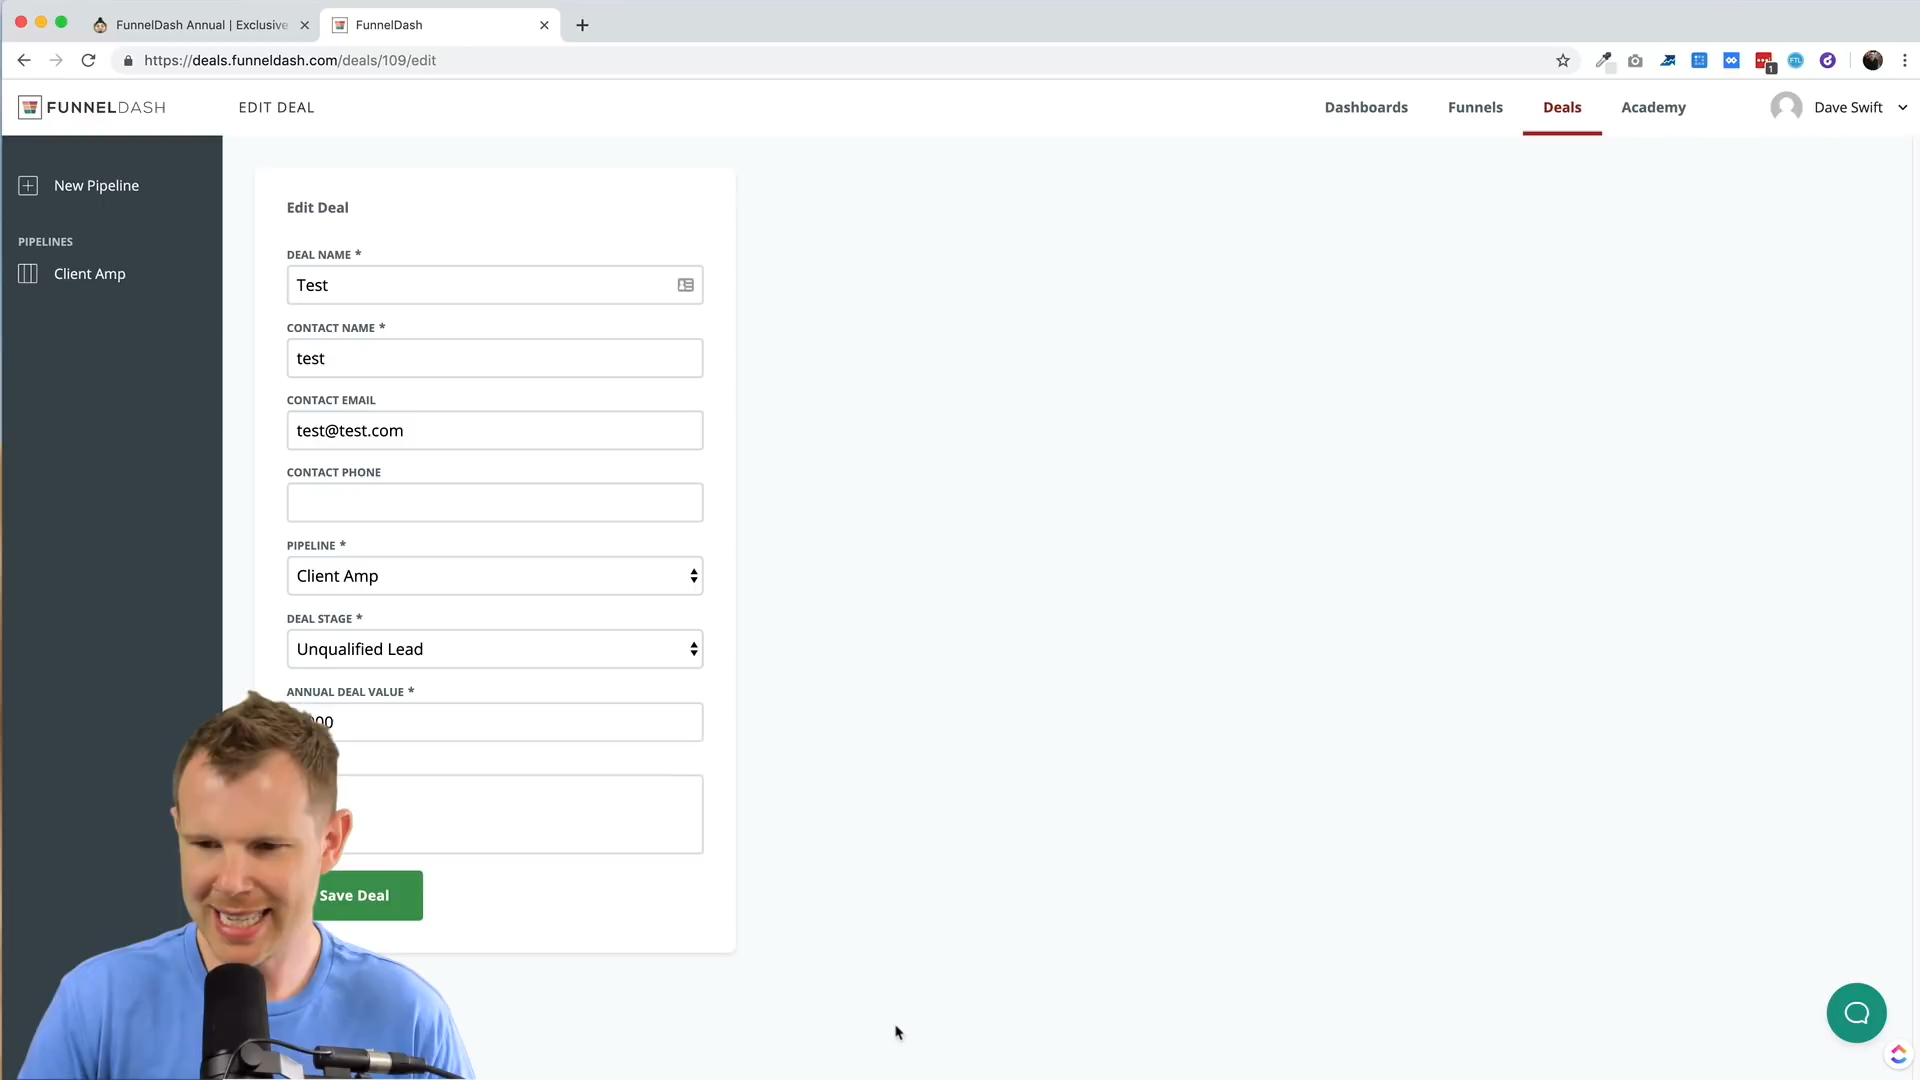 FunnelDash Annual | Exclusive
FunnelDash
https://deals.funneldash.com/deals/109/edit
1
FTL
FUNNELDASH
EDIT DEAL
Dashboards
Funnels
Deals
Academy
Dave Swift
New Pipeline
PIPELINES
Client Amp
Edit Deal
DEAL NAME *
Test
CONTACT NAME *
test
CONTACT EMAIL
test@test.com
CONTACT PHONE
PIPELINE *
Client Amp
DEAL STAGE *
Unqualified Lead
ANNUAL DEAL VALUE *
Save Deal